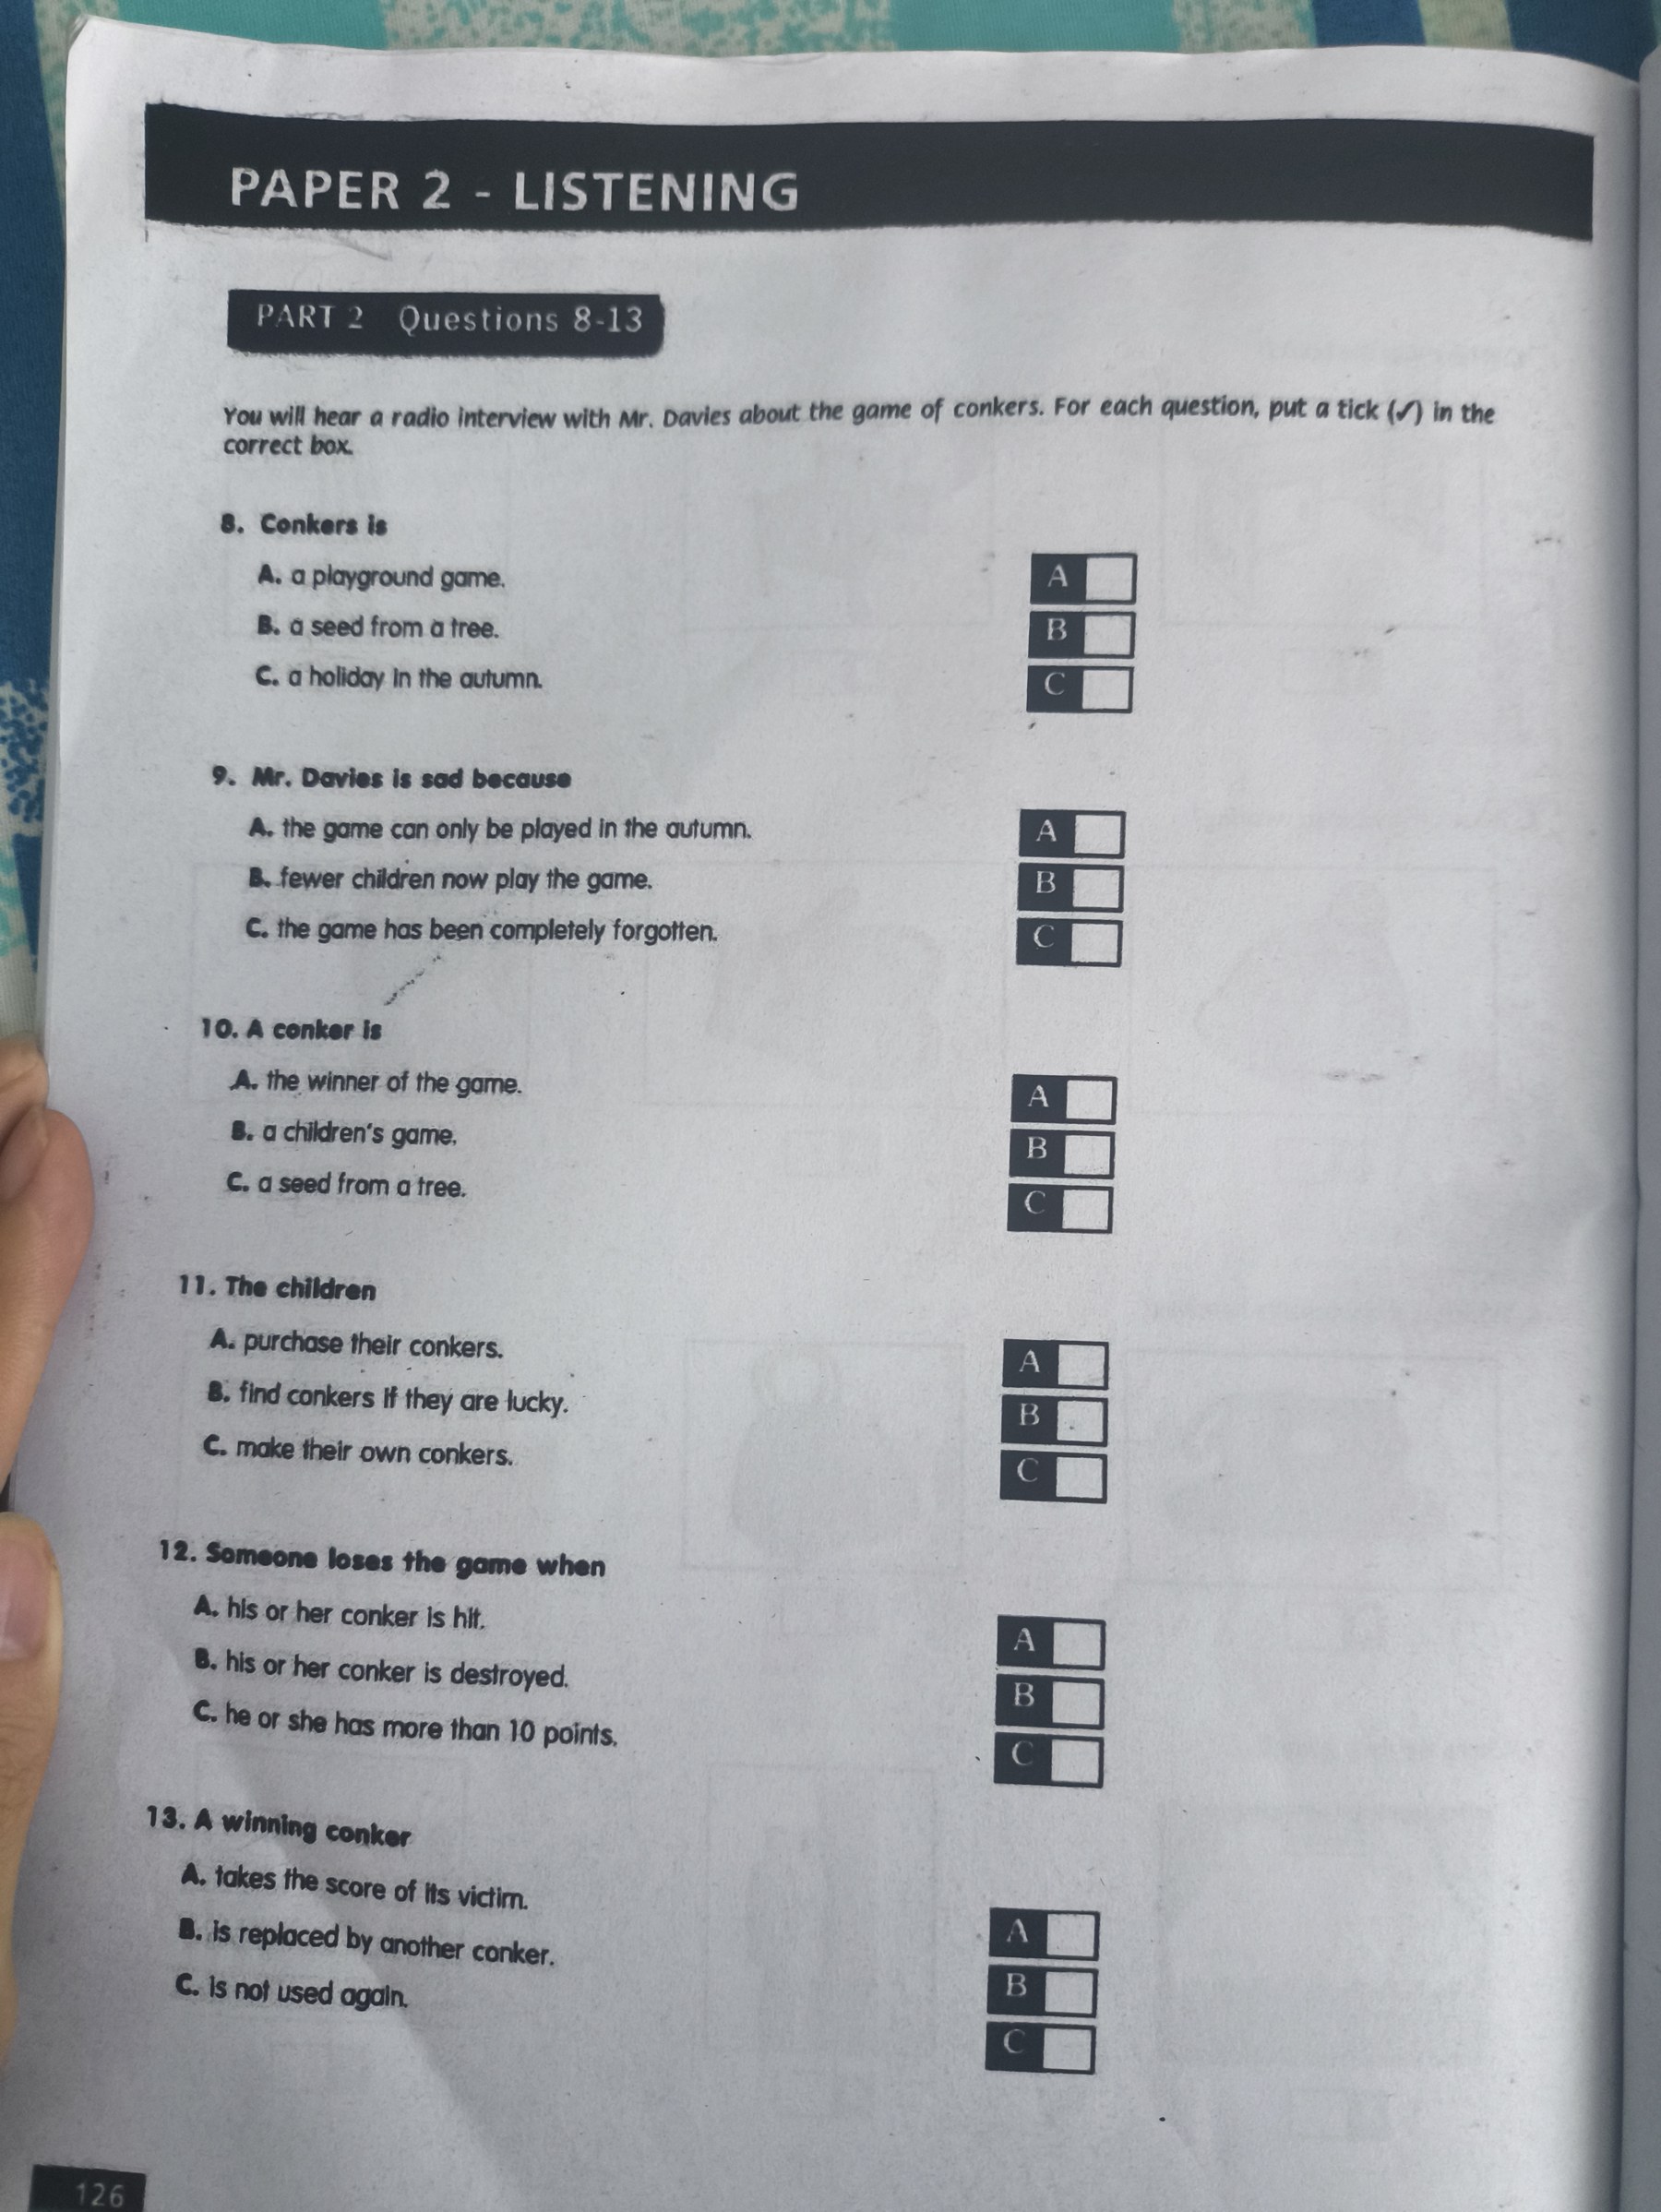 PAPER 2 - LISTENING
PART 2 Questions 8-13
You will hear a radio interview with Mr. Davies about the game of conkers. For each question, put a tick (✓) in the
correct box.
8. Conkers is
A. a playground game.
B. a seed from a tree.
C. a holiday in the autumn.
A
B
C
9. Mr. Davies is sad because
A. the game can only be played in the autumn.
B. fewer children now play the game.
C. the game has been completely forgotten.
A
B
C
10. A conker is
A. the winner of the game.
B. a children's game.
C. a seed from a tree.
A
B
C
11. The children
A. purchase their conkers.
B. find conkers if they are lucky.
C. make their own conkers.
A
B
C
12. Someone loses the game when
A. his or her conker is hit.
B. his or her conker is destroyed.
C. he or she has more than 10 points.
A
B
C
13. A winning conker
A. takes the score of its victim.
B. is replaced by another conker.
C. is not used again.
A
B
C
126